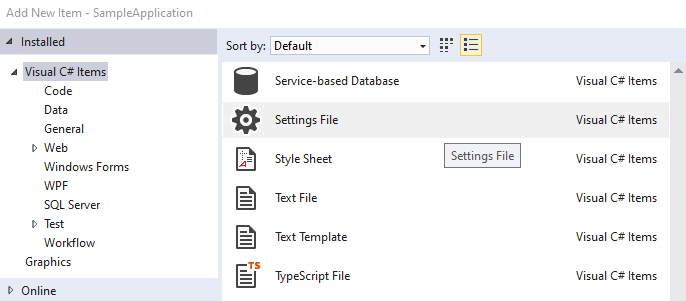 Add New Item - SampleApplication
Installed
Sort by: Default
Visual C# Items
Code
Data
General
Web
Windows Forms
WPF
SQL Server
Test
Workflow
Graphics
Online
Service-based Database Visual C# Items
Settings File Visual C# Items
Style Sheet Visual C# Items
Settings File
Text File Visual C# Items
Text Template Visual C# Items
TS
TypeScript File Visual C# Items